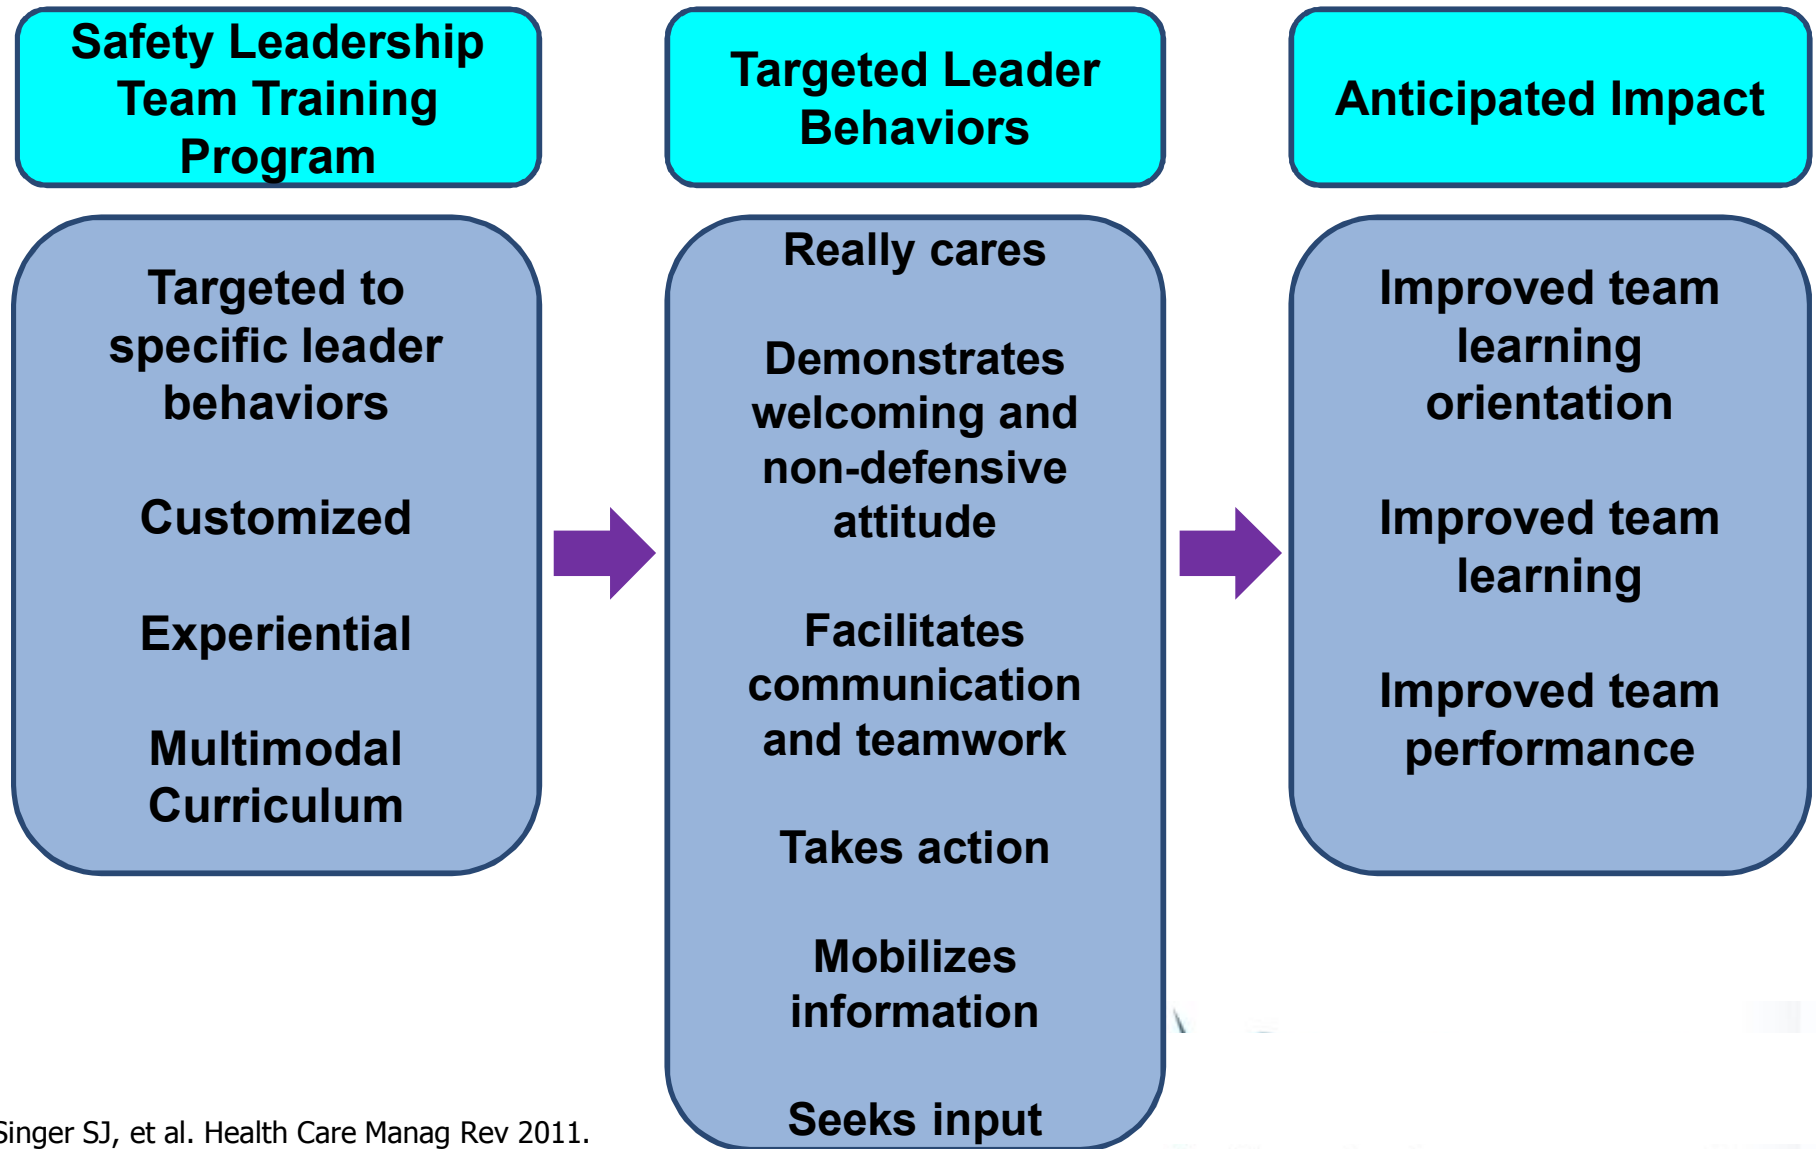 Safety Leadership
Team Training
Program
Targeted to
specific leader
behaviors
Customized
Experiential
Multimodal
Curriculum
Targeted Leader
Behaviors
Really cares
Demonstrates
welcoming and
non-defensive
attitude
Facilitates
communication
and teamwork
Takes action
Mobilizes
information
Seeks input
Anticipated Impact
Improved team
learning
orientation
Improved team
learning
Improved team
performance
Singer SJ, et al. Health Care Manag Rev 2011.